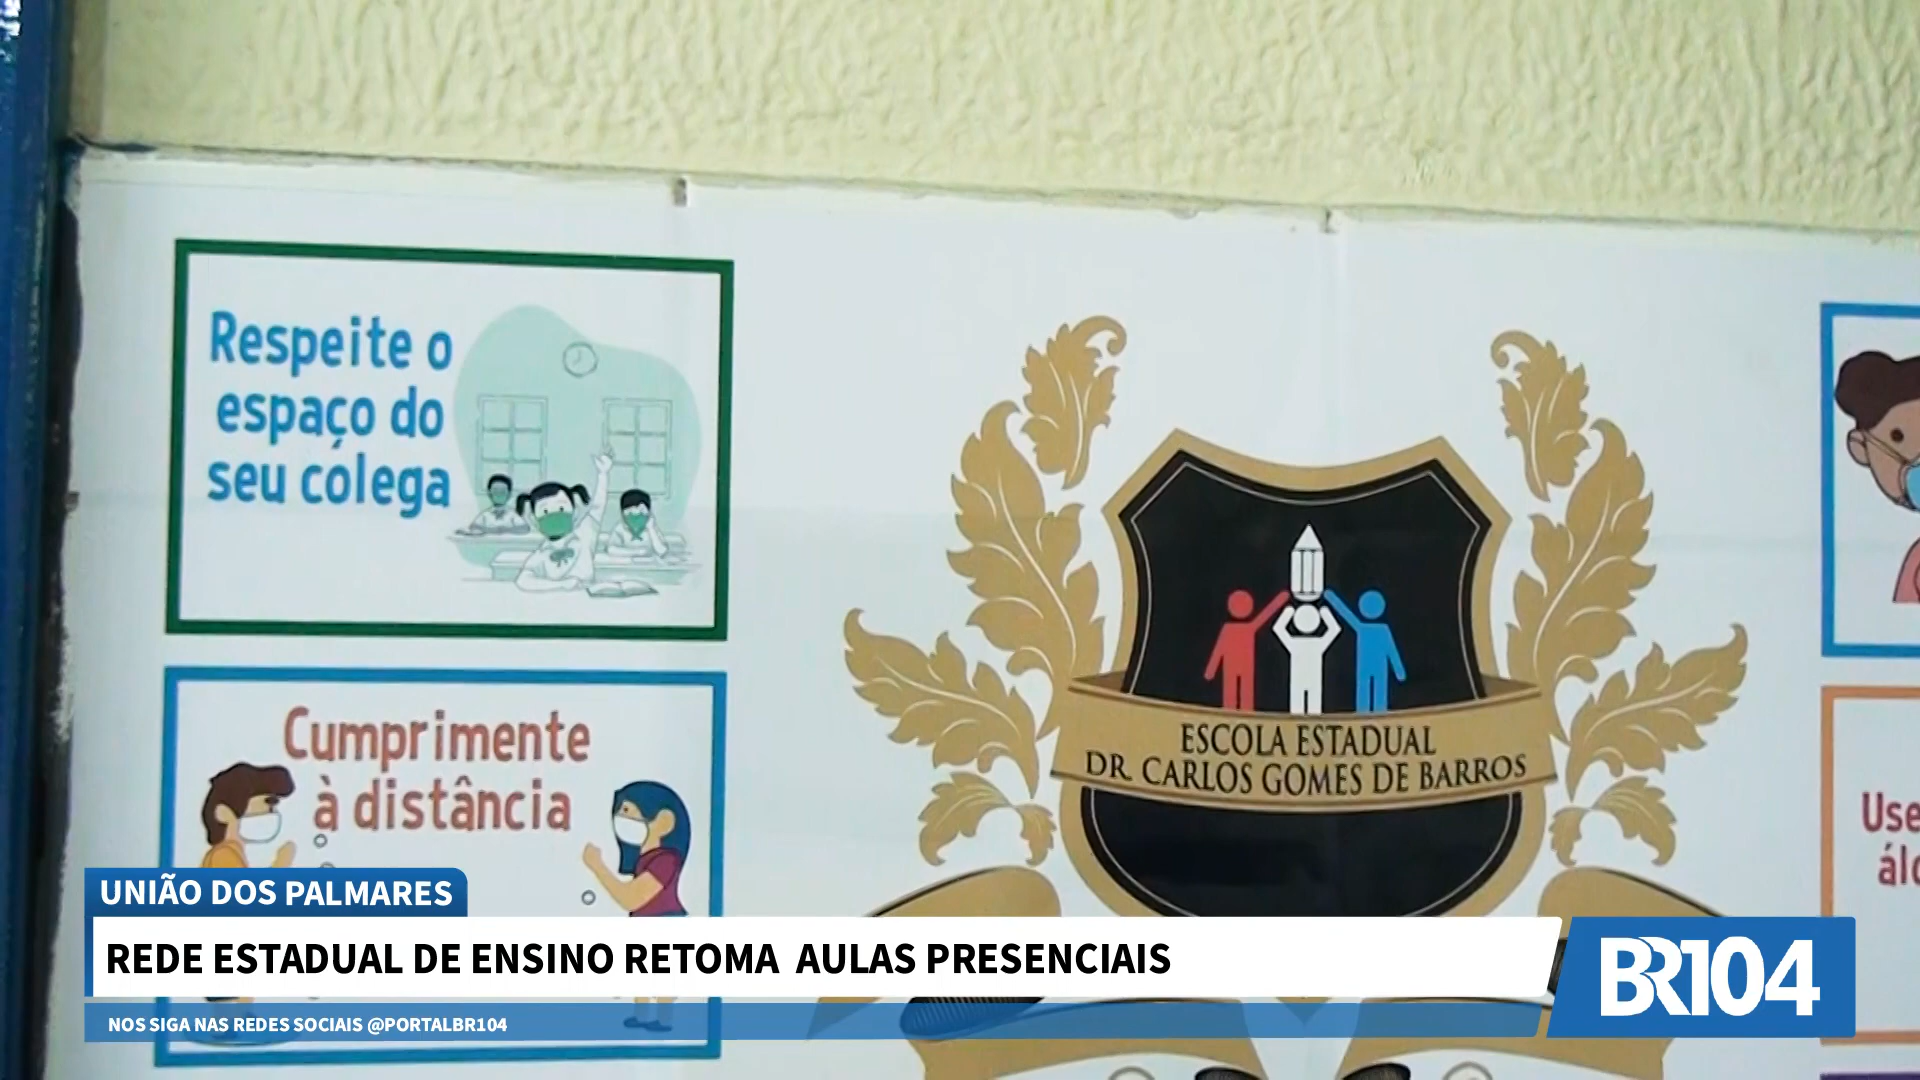 Respeite o
espaço do
seu colega
Cumprimente
à distância
ESCOLA ESTADUAL
DR. CARLOS GOMES DE BARROS
Use
UNIÃO DOS PALMARES
REDE ESTADUAL DE ENSINO RETOMA AULAS PRESENCIAIS
BR104
NOS SIGA NAS REDES SOCIAIS @PORTALBR104